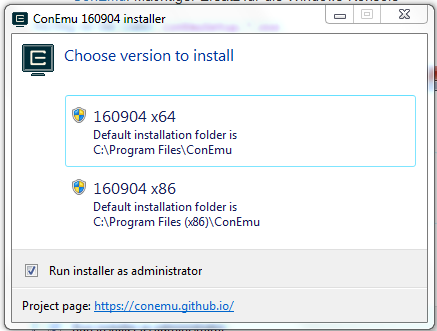 ConEmu 160904 installer
Choose version to install
160904 x64
Default installation folder is
C:\Program Files\ConEmu
160904 x86
Default installation folder is
C:\Program Files (x86)\ConEmu
Run installer as administrator
Project page: https://conemu.github.io/